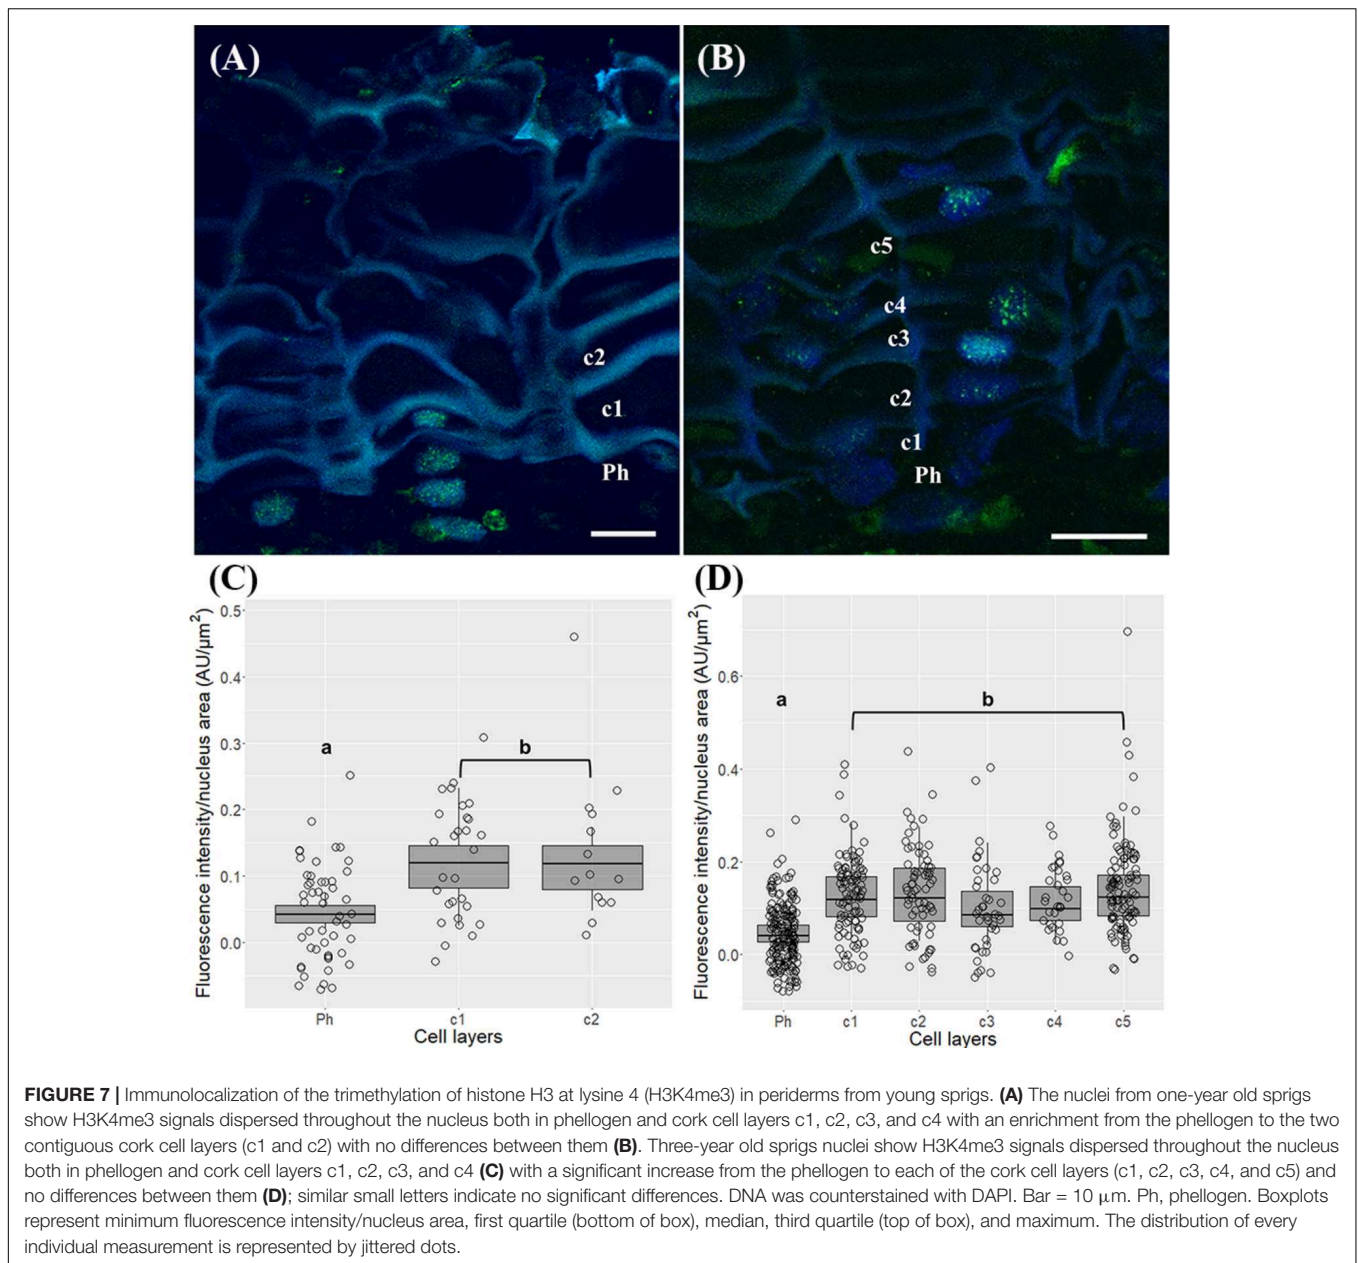 (A)
(B)
c5
c4
c3
c2
c2
c1
c1
Ph
Ph
(C)
(D)
Fluorescence intensity/nucleus area (AU/μm²)
0.5
0.4
0.3
0.2
0.1
0.0
a
b
Ph c1 c2
Cell layers
Fluorescence intensity/nucleus area (AU/μm²)
0.6
0.4
0.2
0.0
a
b
Ph c1 c2 c3 c4 c5
Cell layers
FIGURE 7 | Immunolocalization of the trimethylation of histone H3 at lysine 4 (H3K4me3) in periderms from young sprigs. (A) The nuclei from one-year old sprigs
show H3K4me3 signals dispersed throughout the nucleus both in phellogen and cork cell layers c1, c2, c3, and c4 with an enrichment from the phellogen to the two
contiguous cork cell layers (c1 and c2) with no differences between them (B). Three-year old sprigs nuclei show H3K4me3 signals dispersed throughout the nucleus
both in phellogen and cork cell layers c1, c2, c3, and c4 (C) with a significant increase from the phellogen to each of the cork cell layers (c1, c2, c3, c4, and c5) and
no differences between them (D); similar small letters indicate no significant differences. DNA was counterstained with DAPI. Bar = 10 μm. Ph, phellogen. Boxplots
represent minimum fluorescence intensity/nucleus area, first quartile (bottom of box), median, third quartile (top of box), and maximum. The distribution of every
individual measurement is represented by jittered dots.